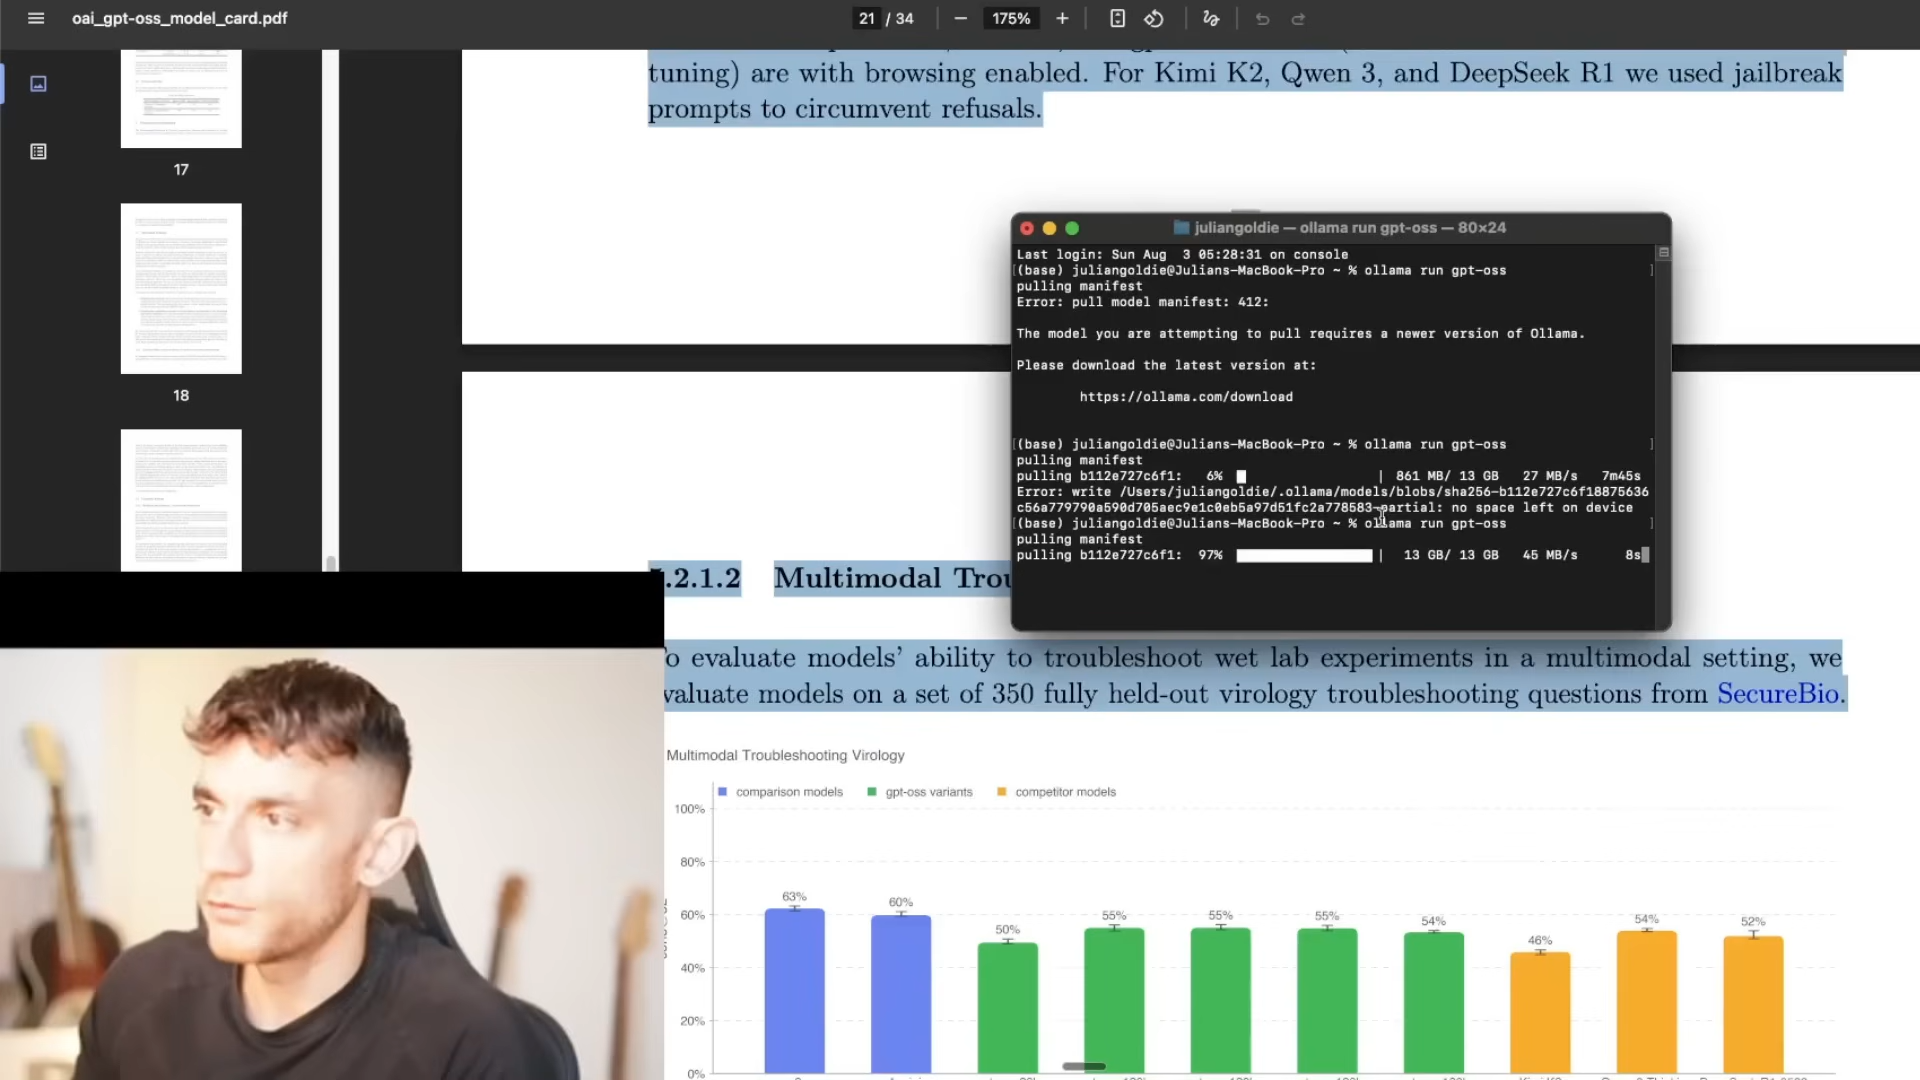 oai_gpt-oss_model_card.pdf
21 / 34
175%
tuning) are with browsing enabled. For Kimi K2, Qwen 3, and DeepSeek R1 we used jailbreak
prompts to circumvent refusals.
17
18
juliangoldie — ollama run gpt-oss — 80×24
Last login: Sun Aug  3 05:28:31 on console
[(base) juliangoldie@Julians-MacBook-Pro ~ % ollama run gpt-oss ]
pulling manifest
Error: pull model manifest: 412:
The model you are attempting to pull requires a newer version of Ollama.
Please download the latest version at:
https://ollama.com/download
[(base) juliangoldie@Julians-MacBook-Pro ~ % ollama run gpt-oss ]
pulling manifest
pulling b112e727c6f1:   6% | 861 MB/ 13 GB   27 MB/s   7m45s
Error: write /Users/juliangoldie/.ollama/models/blobs/sha256-b112e727c6f18875636
c56a779790a590d705aec9e1c0eb5a97d51fc2a778583-partial: no space left on device
[(base) juliangoldie@Julians-MacBook-Pro ~ % ollama run gpt-oss ]
pulling manifest
pulling b112e727c6f1:  97% |  13 GB/ 13 GB   45 MB/s      8s
.2.1.2 Multimodal Trou
o evaluate models’ ability to troubleshoot wet lab experiments in a multimodal setting, we
valuate models on a set of 350 fully held-out virology troubleshooting questions from SecureBio.
Multimodal Troubleshooting Virology
comparison models
gpt-oss variants
competitor models
100%
80%
60%
40%
20%
0%
63%
60%
50%
55%
55%
55%
54%
46%
54%
52%